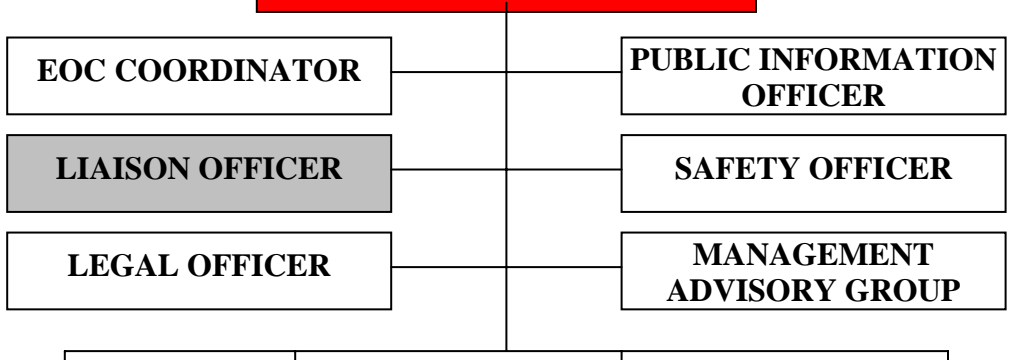 EOC COORDINATOR
PUBLIC INFORMATION
OFFICER
LIAISON OFFICER
SAFETY OFFICER
LEGAL OFFICER
MANAGEMENT
ADVISORY GROUP